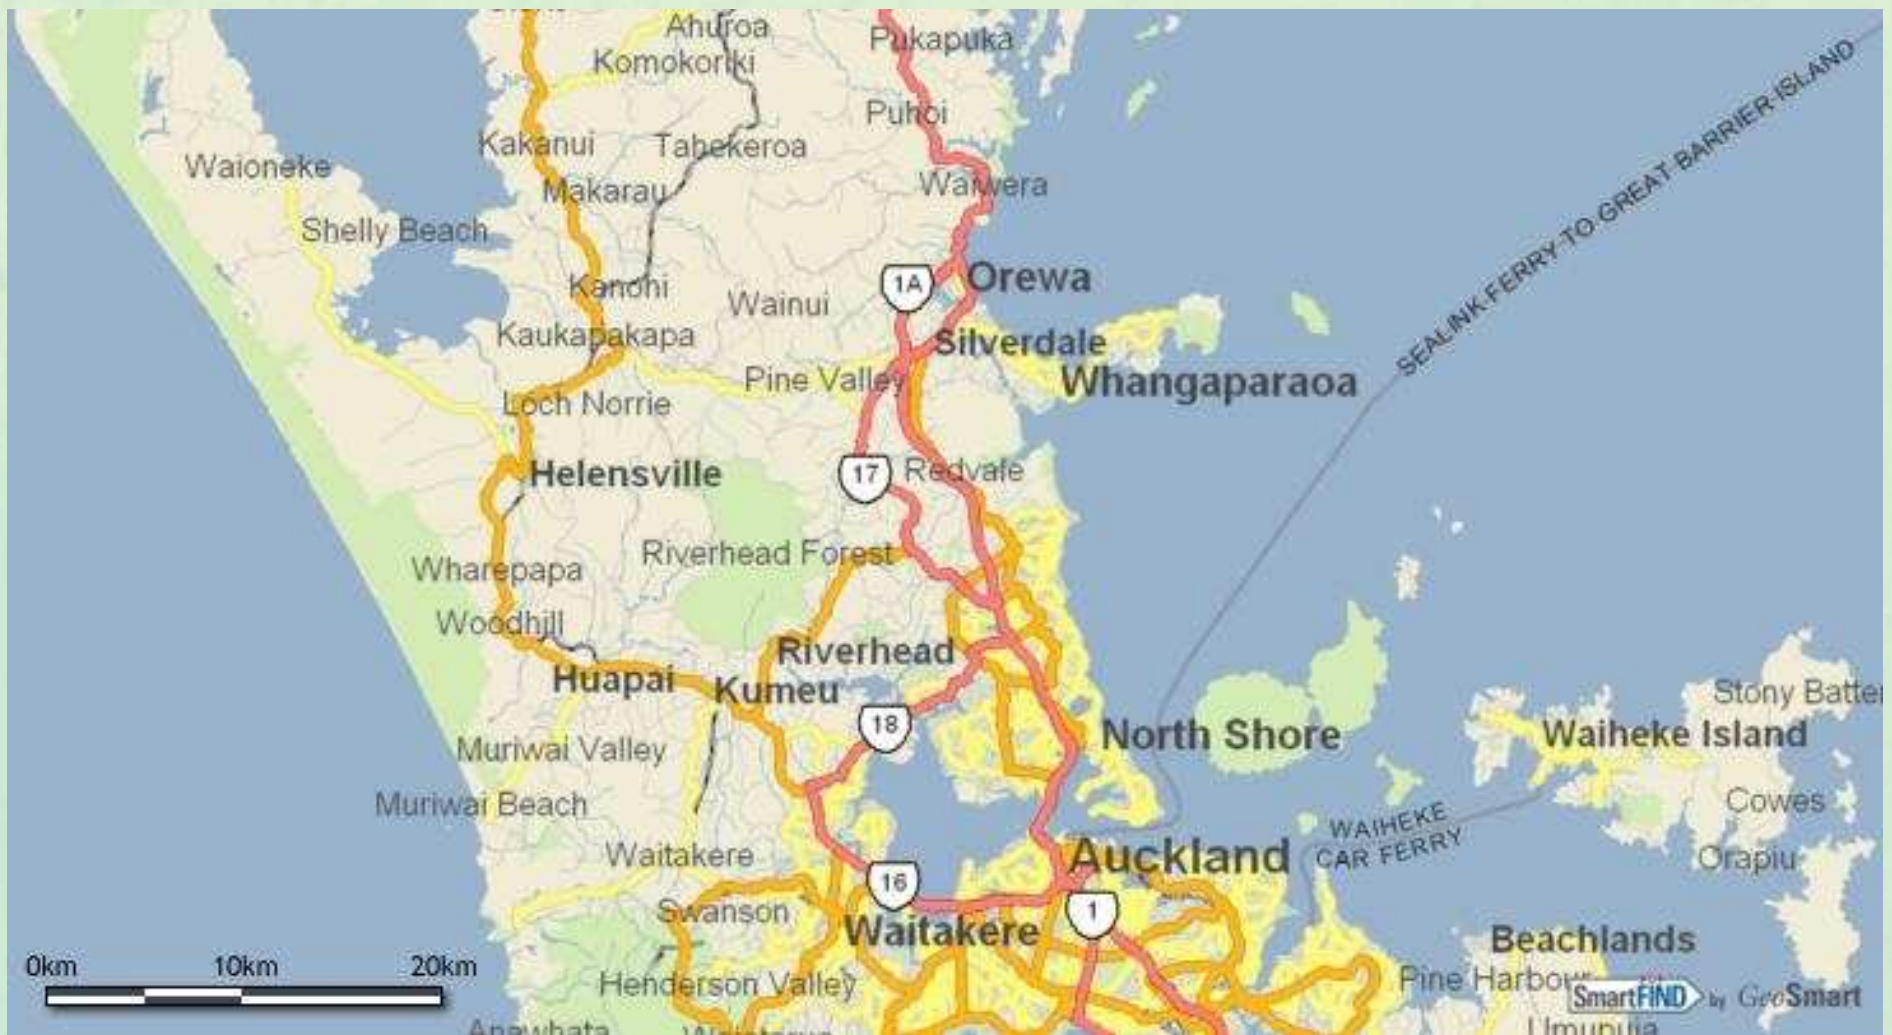 Ahuroa
Pukapuka
Komokoriki
Puhoi
Kakanui
Tahekeroa
Waioneke
Makarau
Waiwera
Shelly Beach
SEALINK FERRY TO GREAT BARRIER ISLAND
Kanohi
1A
Orewa
Wainui
Kaukapakapa
Silverdale
Pine Valley
Whangaparaoa
Loch Norrie
Helensville
17
Redvale
Riverhead Forest
Wharepapa
Woodhill
Riverhead
Huapai
Kumeu
Stony Batter
18
North Shore
Waiheke Island
Muriwai Valley
Muriwai Beach
Cowes
WAIHEKE
CAR FERRY
Waitakere
Auckland
Orapiu
16
Swanson
1
Waitakere
Beachlands
0km 10km 20km
Henderson Valley
Pine Harbour
SmartFIND by GeoSmart
Anawhata
Umupuia